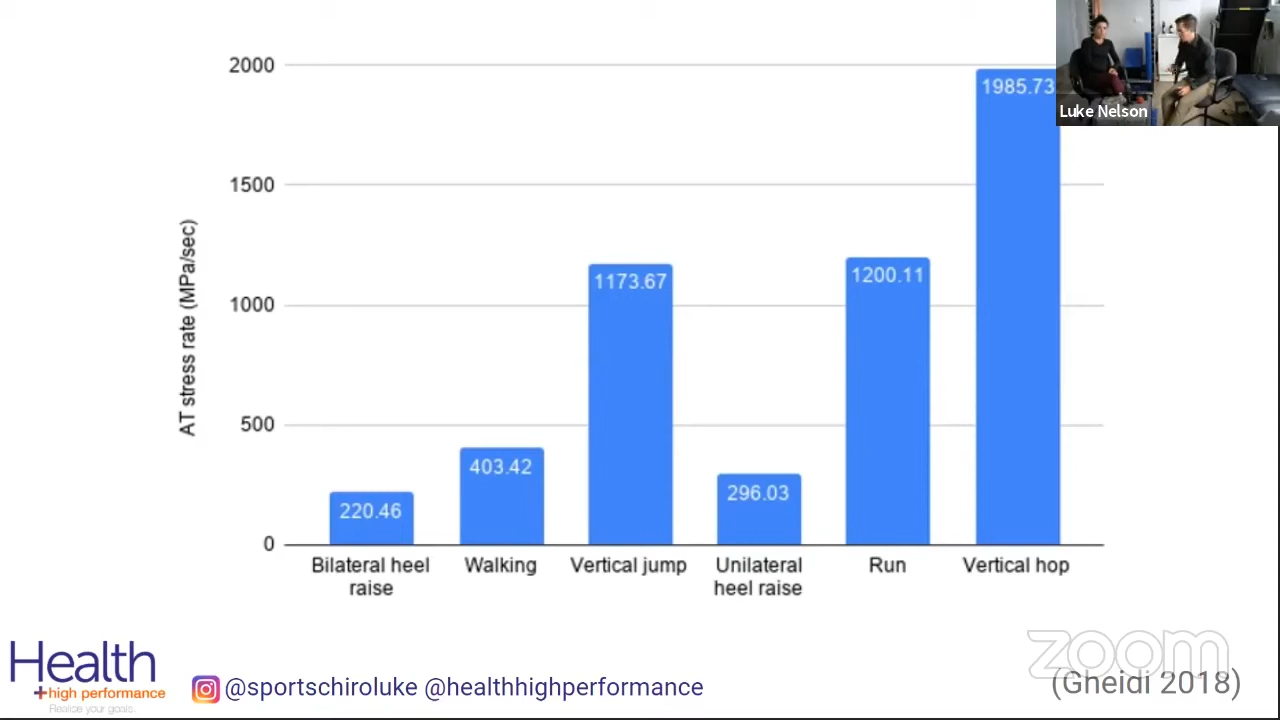 AT stress rate (MPa/sec)
2000
1500
1000
500
0
220.46
403.42
1173.67
296.03
1200.11
1985.73
Bilateral heel
raise
Walking
Vertical jump
Unilateral
heel raise
Run
Vertical hop
Luke Nelson
Health
+high performance
Realise your goals.
@sportschiroluke @healthhighperformance
zoom
(Gheidi 2018)